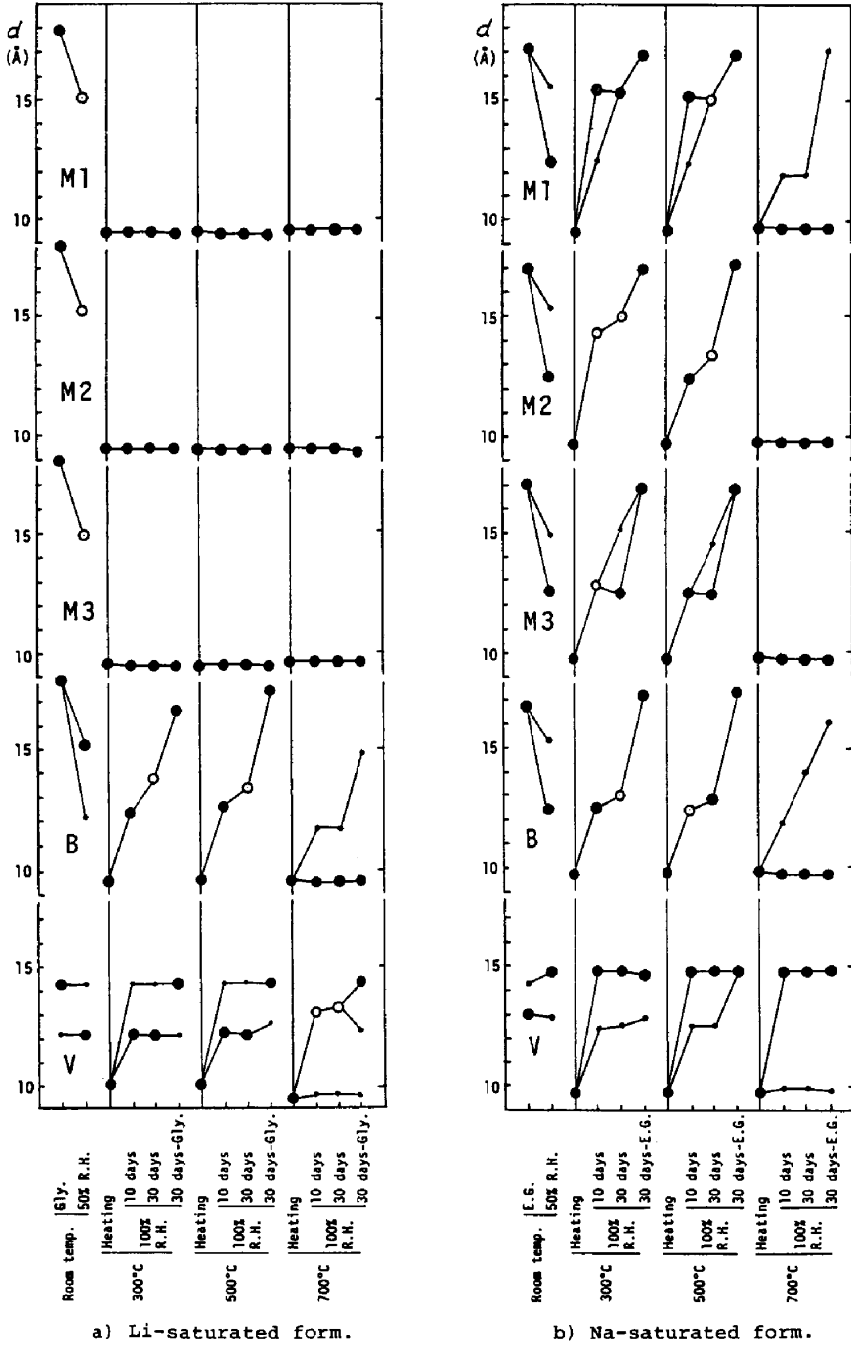 d
(Å)
15
M1
10
15
M2
10
15
M3
10
15
B
10
15
V
10
Gly.
50% R.H.
Room temp.
Heating
10 days
30 days
30 days-Gly.
100%
R.H.
300°C
Heating
10 days
30 days
30 days-Gly.
100%
R.H.
500°C
Heating
10 days
30 days
30 days-Gly.
100%
R.H.
700°C
a) Li-saturated form.
d
(Å)
15
M1
10
15
M2
10
15
M3
10
15
B
10
15
V
10
E.G.
50% R.H.
Room temp.
Heating
10 days
30 days
30 days-E.G.
100%
R.H.
300°C
Heating
10 days
30 days
30 days-E.G.
100%
R.H.
500°C
Heating
10 days
30 days
30 days-E.G.
100%
R.H.
700°C
b) Na-saturated form.